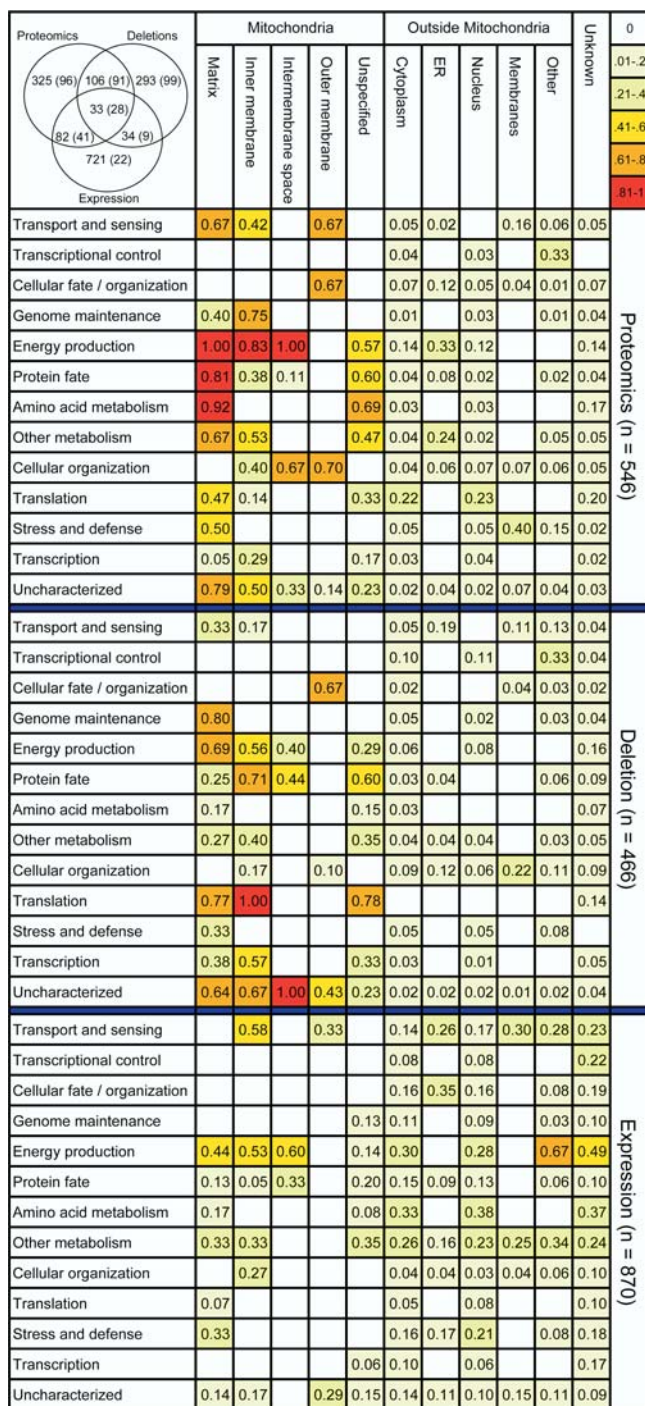 Proteomics Deletions
325 (96) 106 (91) 293 (99)
33 (28)
82 (41) 34 (9)
721 (22)
Expression
Mitochondria Outside Mitochondria
Matrix Inner membrane Intermembrane space Outer membrane Unspecified Cytoplasm ER Nucleus Membranes Other Unknown
0
.01-.2
.21-.4
.41-.6
.61-.8
.81-1
Proteomics (n = 546)
Transport and sensing 0.67 0.42 0.67 0.05 0.02 0.16 0.06 0.05
Transcriptional control 0.04 0.03 0.33
Cellular fate / organization 0.67 0.07 0.12 0.05 0.04 0.01 0.07
Genome maintenance 0.40 0.75 0.01 0.03 0.01 0.04
Energy production 1.00 0.83 1.00 0.57 0.14 0.33 0.12 0.14
Protein fate 0.81 0.38 0.11 0.60 0.04 0.08 0.02 0.02 0.04
Amino acid metabolism 0.92 0.69 0.03 0.03 0.17
Other metabolism 0.67 0.53 0.47 0.04 0.24 0.02 0.05 0.05
Cellular organization 0.40 0.67 0.70 0.04 0.06 0.07 0.07 0.06 0.05
Translation 0.47 0.14 0.33 0.22 0.23 0.20
Stress and defense 0.50 0.05 0.05 0.40 0.15 0.02
Transcription 0.05 0.29 0.17 0.03 0.04 0.02
Uncharacterized 0.79 0.50 0.33 0.14 0.23 0.02 0.04 0.02 0.07 0.04 0.03
Deletion (n = 466)
Transport and sensing 0.33 0.17 0.05 0.19 0.11 0.13 0.04
Transcriptional control 0.10 0.11 0.33 0.04
Cellular fate / organization 0.67 0.02 0.04 0.03 0.02
Genome maintenance 0.80 0.05 0.02 0.03 0.04
Energy production 0.69 0.56 0.40 0.29 0.06 0.08 0.16
Protein fate 0.25 0.71 0.44 0.60 0.03 0.04 0.06 0.09
Amino acid metabolism 0.17 0.15 0.03 0.07
Other metabolism 0.27 0.40 0.35 0.04 0.04 0.04 0.03 0.05
Cellular organization 0.17 0.10 0.09 0.12 0.06 0.22 0.11 0.09
Translation 0.77 1.00 0.78 0.14
Stress and defense 0.33 0.05 0.05 0.08
Transcription 0.38 0.57 0.33 0.03 0.01 0.05
Uncharacterized 0.64 0.67 1.00 0.43 0.23 0.02 0.02 0.02 0.01 0.02 0.04
Expression (n = 870)
Transport and sensing 0.58 0.33 0.14 0.26 0.17 0.30 0.28 0.23
Transcriptional control 0.08 0.08 0.22
Cellular fate / organization 0.16 0.35 0.16 0.08 0.19
Genome maintenance 0.13 0.11 0.09 0.03 0.10
Energy production 0.44 0.53 0.60 0.14 0.30 0.28 0.67 0.49
Protein fate 0.13 0.05 0.33 0.20 0.15 0.09 0.13 0.06 0.10
Amino acid metabolism 0.17 0.08 0.33 0.38 0.37
Other metabolism 0.33 0.33 0.35 0.26 0.16 0.23 0.25 0.34 0.24
Cellular organization 0.27 0.04 0.04 0.03 0.04 0.06 0.10
Translation 0.07 0.05 0.08 0.10
Stress and defense 0.33 0.16 0.17 0.21 0.08 0.18
Transcription 0.06 0.10 0.06 0.17
Uncharacterized 0.14 0.17 0.29 0.15 0.14 0.11 0.10 0.15 0.11 0.09